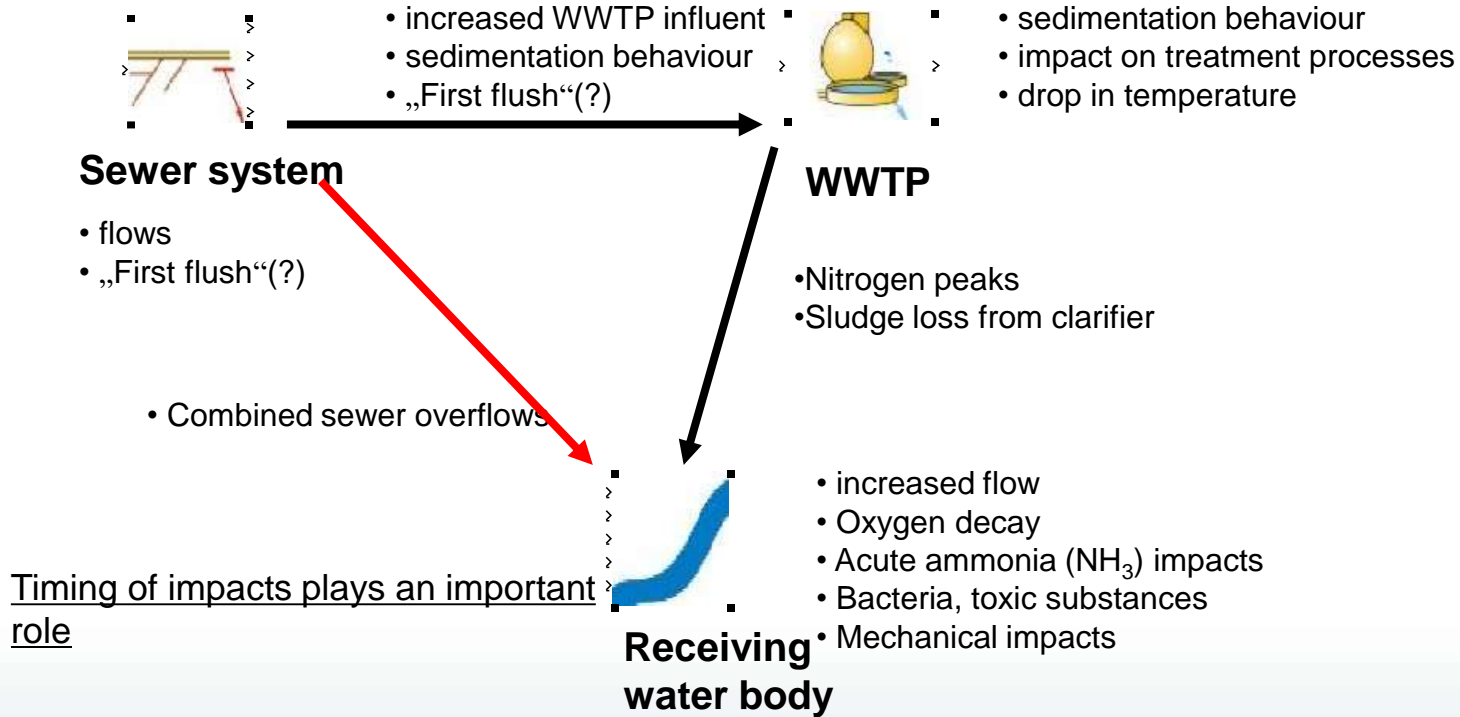 • increased WWTP influent
• sedimentation behaviour
• „First flush“(?)
• sedimentation behaviour
• impact on treatment processes
• drop in temperature
Sewer system
WWTP
• flows
• „First flush“(?)
•Nitrogen peaks
•Sludge loss from clarifier
• Combined sewer overflows
• increased flow
• Oxygen decay
• Acute ammonia (NH₃) impacts
• Bacteria, toxic substances
• Mechanical impacts
Timing of impacts plays an important
role
Receiving
water body